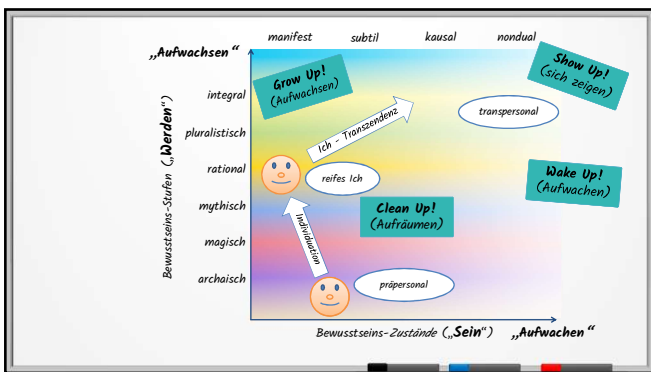 manifest subtil kausal nondual
„Aufwachsen“
Grow Up!
(Aufwachsen)
Show Up!
(sich zeigen)
integral
pluralistisch
rational
mythisch
magisch
archaisch
Bewusstseins-Stufen („Werden“)
Ich - Transzendenz
transpersonal
reifes Ich
Wake Up!
(Aufwachen)
Clean Up!
(Aufräumen)
Individuation
präpersonal
Bewusstseins-Zustände („Sein“) „Aufwachen“